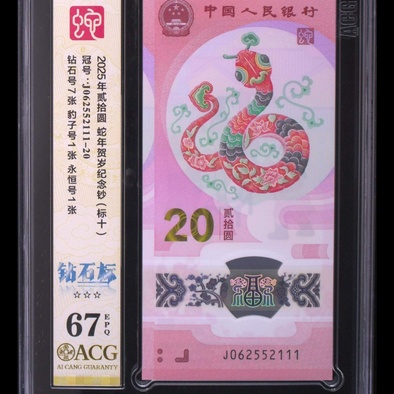 蛇
2025年贰拾圆 蛇年贺岁纪念钞(标十)
冠号:J062552111-20
钻石号7张 豹子号1张 永恒号1张
钻石标
☆☆☆
67 EPQ
ACG
AI CANG GUARANTY
中国人民银行
20 贰拾圆
J062552111
ACG